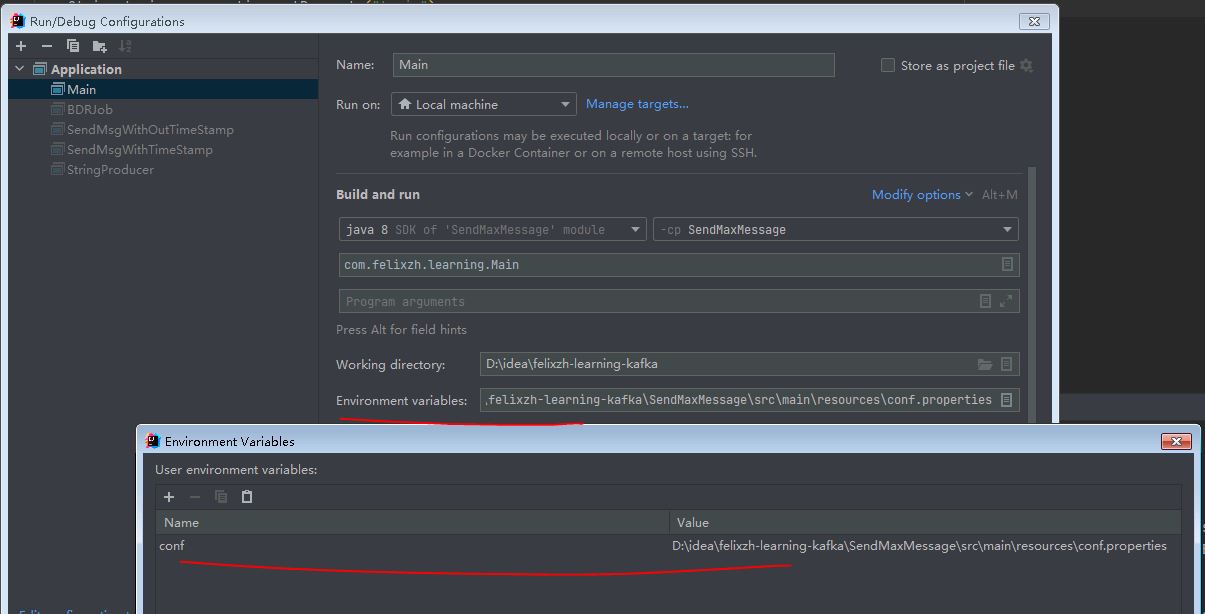 Run/Debug Configurations
Application
Main
BDRJob
SendMsgWithOutTimeStamp
SendMsgWithTimeStamp
StringProducer
Name: Main Store as project file
Run on: Local machine Manage targets...
Run configurations may be executed locally or on a target: for
example in a Docker Container or on a remote host using SSH.
Build and run Modify options Alt+M
java 8 SDK of 'SendMaxMessage' module -cp SendMaxMessage
com.felixzh.learning.Main
Program arguments
Press Alt for field hints
Working directory: D:\idea\felixzh-learning-kafka
Environment variables: felixzh-learning-kafka\SendMaxMessage\src\main\resources\conf.properties
Environment Variables
User environment variables:
Name Value
conf D:\idea\felixzh-learning-kafka\SendMaxMessage\src\main\resources\conf.properties